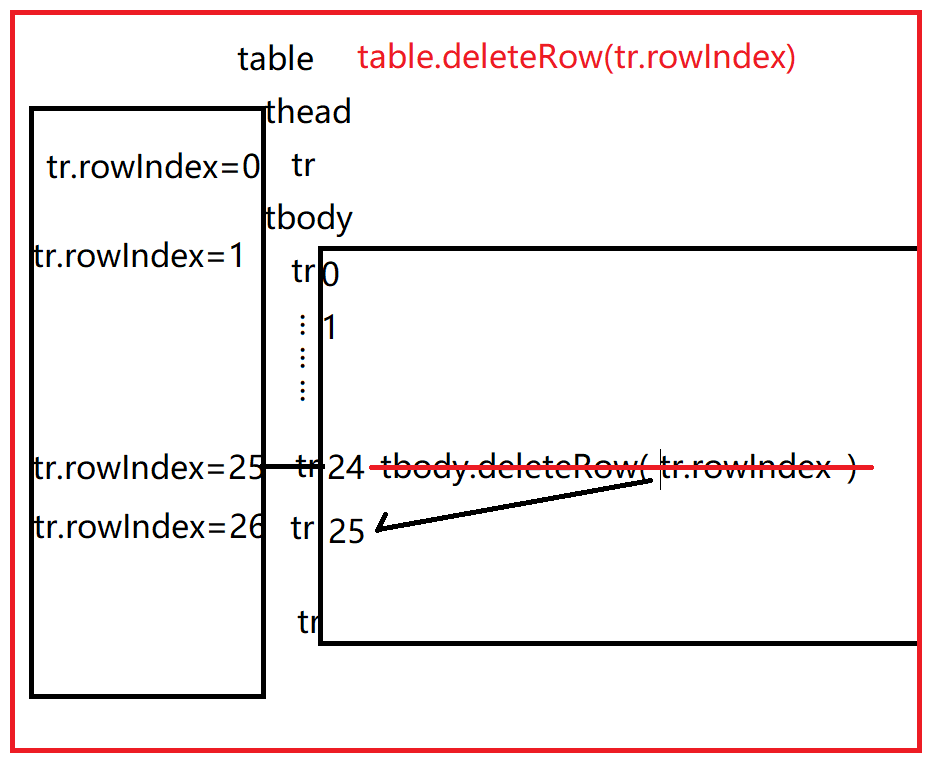 table table.deleteRow(tr.rowIndex)
thead
tr.rowIndex=0 tr
tbody
tr.rowIndex=1
tr 0
⋮ 1
⋮
⋮
tr.rowIndex=25 tr 24 tbody.deleteRow( tr.rowIndex )
tr.rowIndex=26 tr 25
tr